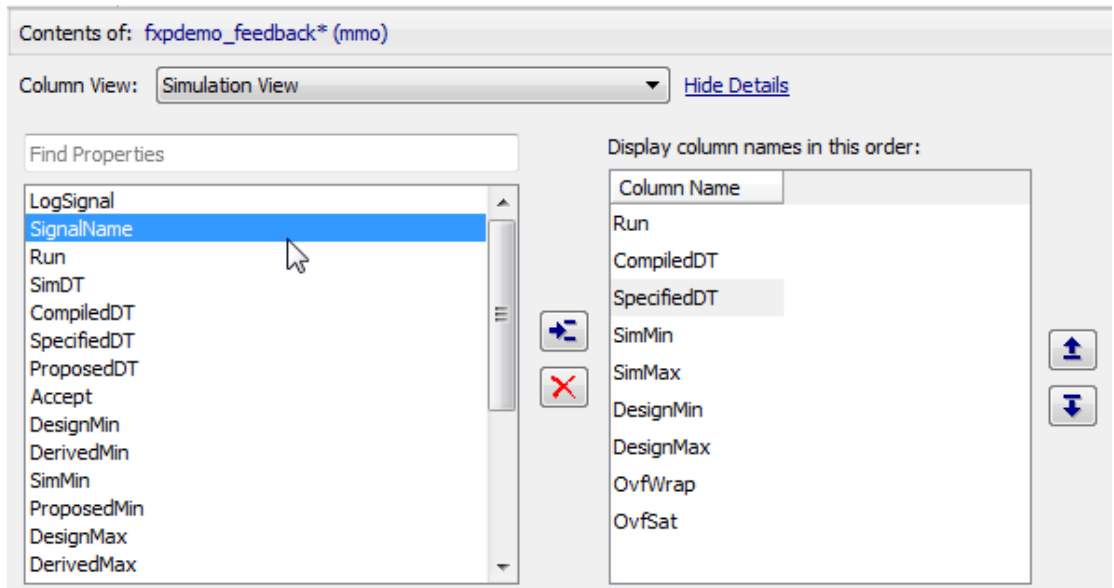 Contents of: fxpdemo_feedback* (mmo)
Column View: Simulation View Hide Details
Find Properties
LogSignal
SignalName
Run
SimDT
CompiledDT
SpecifiedDT
ProposedDT
Accept
DesignMin
DerivedMin
SimMin
ProposedMin
DesignMax
DerivedMax
Display column names in this order:
Column Name
Run
CompiledDT
SpecifiedDT
SimMin
SimMax
DesignMin
DesignMax
OvfWrap
OvfSat